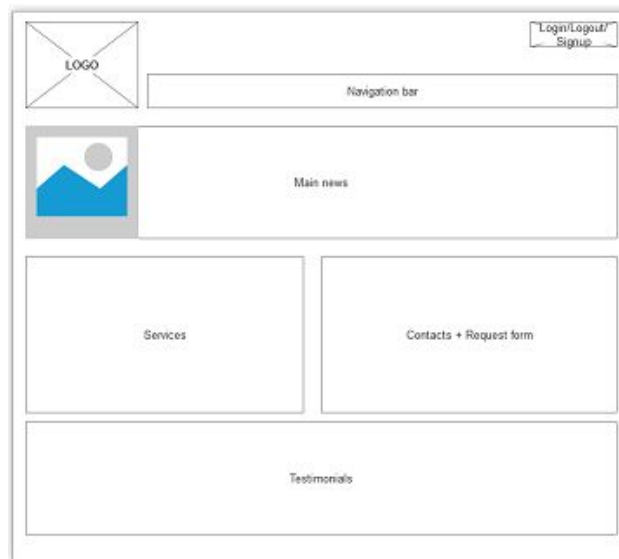 LOGO
Login/Logout/
Signup
Navigation bar
Main news
Services
Contacts + Request form
Testimonials